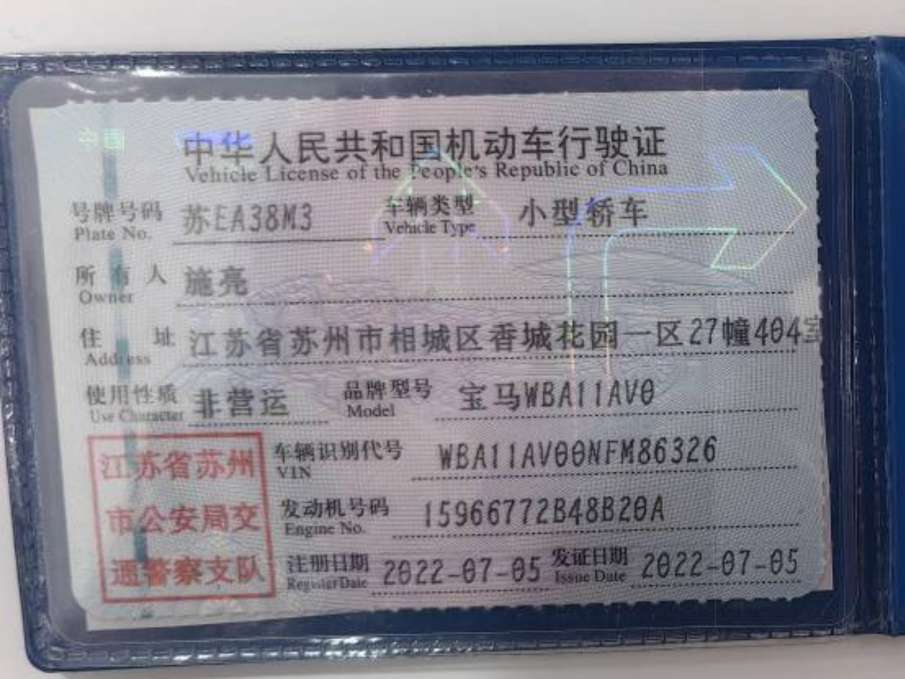 中国
中华人民共和国机动车行驶证
Vehicle License of the People's Republic of China
号牌号码 苏EA38M3 车辆类型 小型轿车
Plate No. Vehicle Type
所有人 施亮
Owner
住址 江苏省苏州市相城区香城花园一区27幢404室
Address
使用性质 非营运 品牌型号 宝马WBA11AV0
Use Character Model
江苏省苏州 车辆识别代号 WBA11AV00NFM86326
VIN
市公安局交 发动机号码 15966772B48B20A
Engine No.
通警察支队 注册日期 2022-07-05 发证日期 2022-07-05
Register Date Issue Date